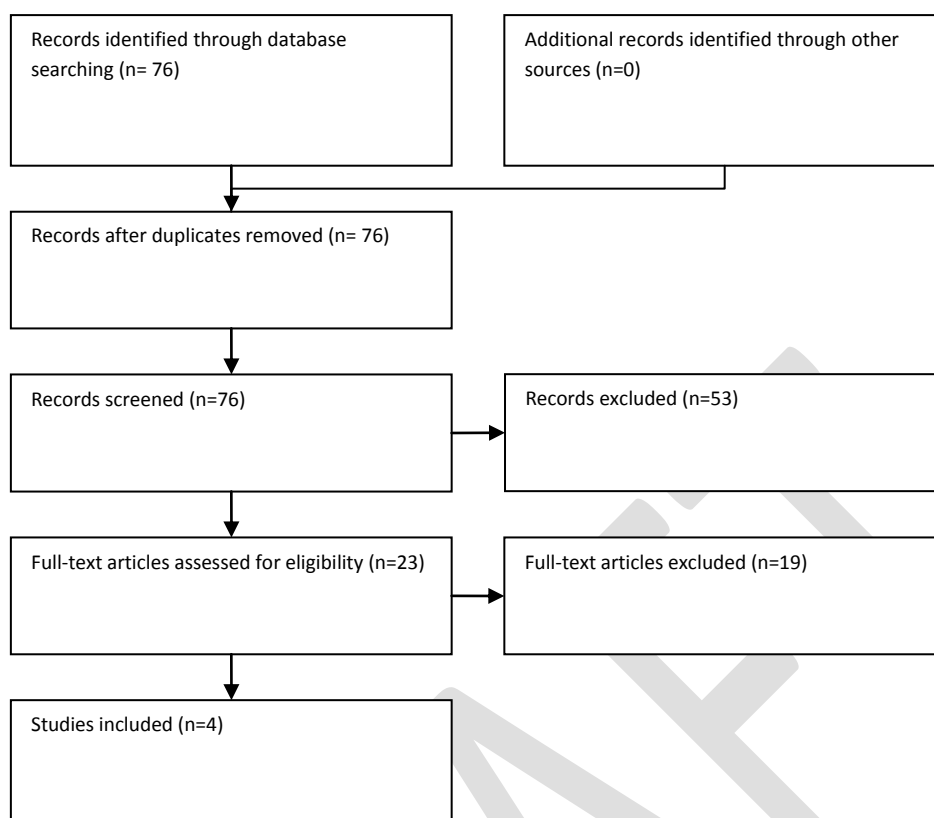 Records identified through database
searching (n= 76)
Additional records identified through other
sources (n=0)
Records after duplicates removed (n= 76)
Records screened (n=76)
Records excluded (n=53)
Full-text articles assessed for eligibility (n=23)
Full-text articles excluded (n=19)
Studies included (n=4)